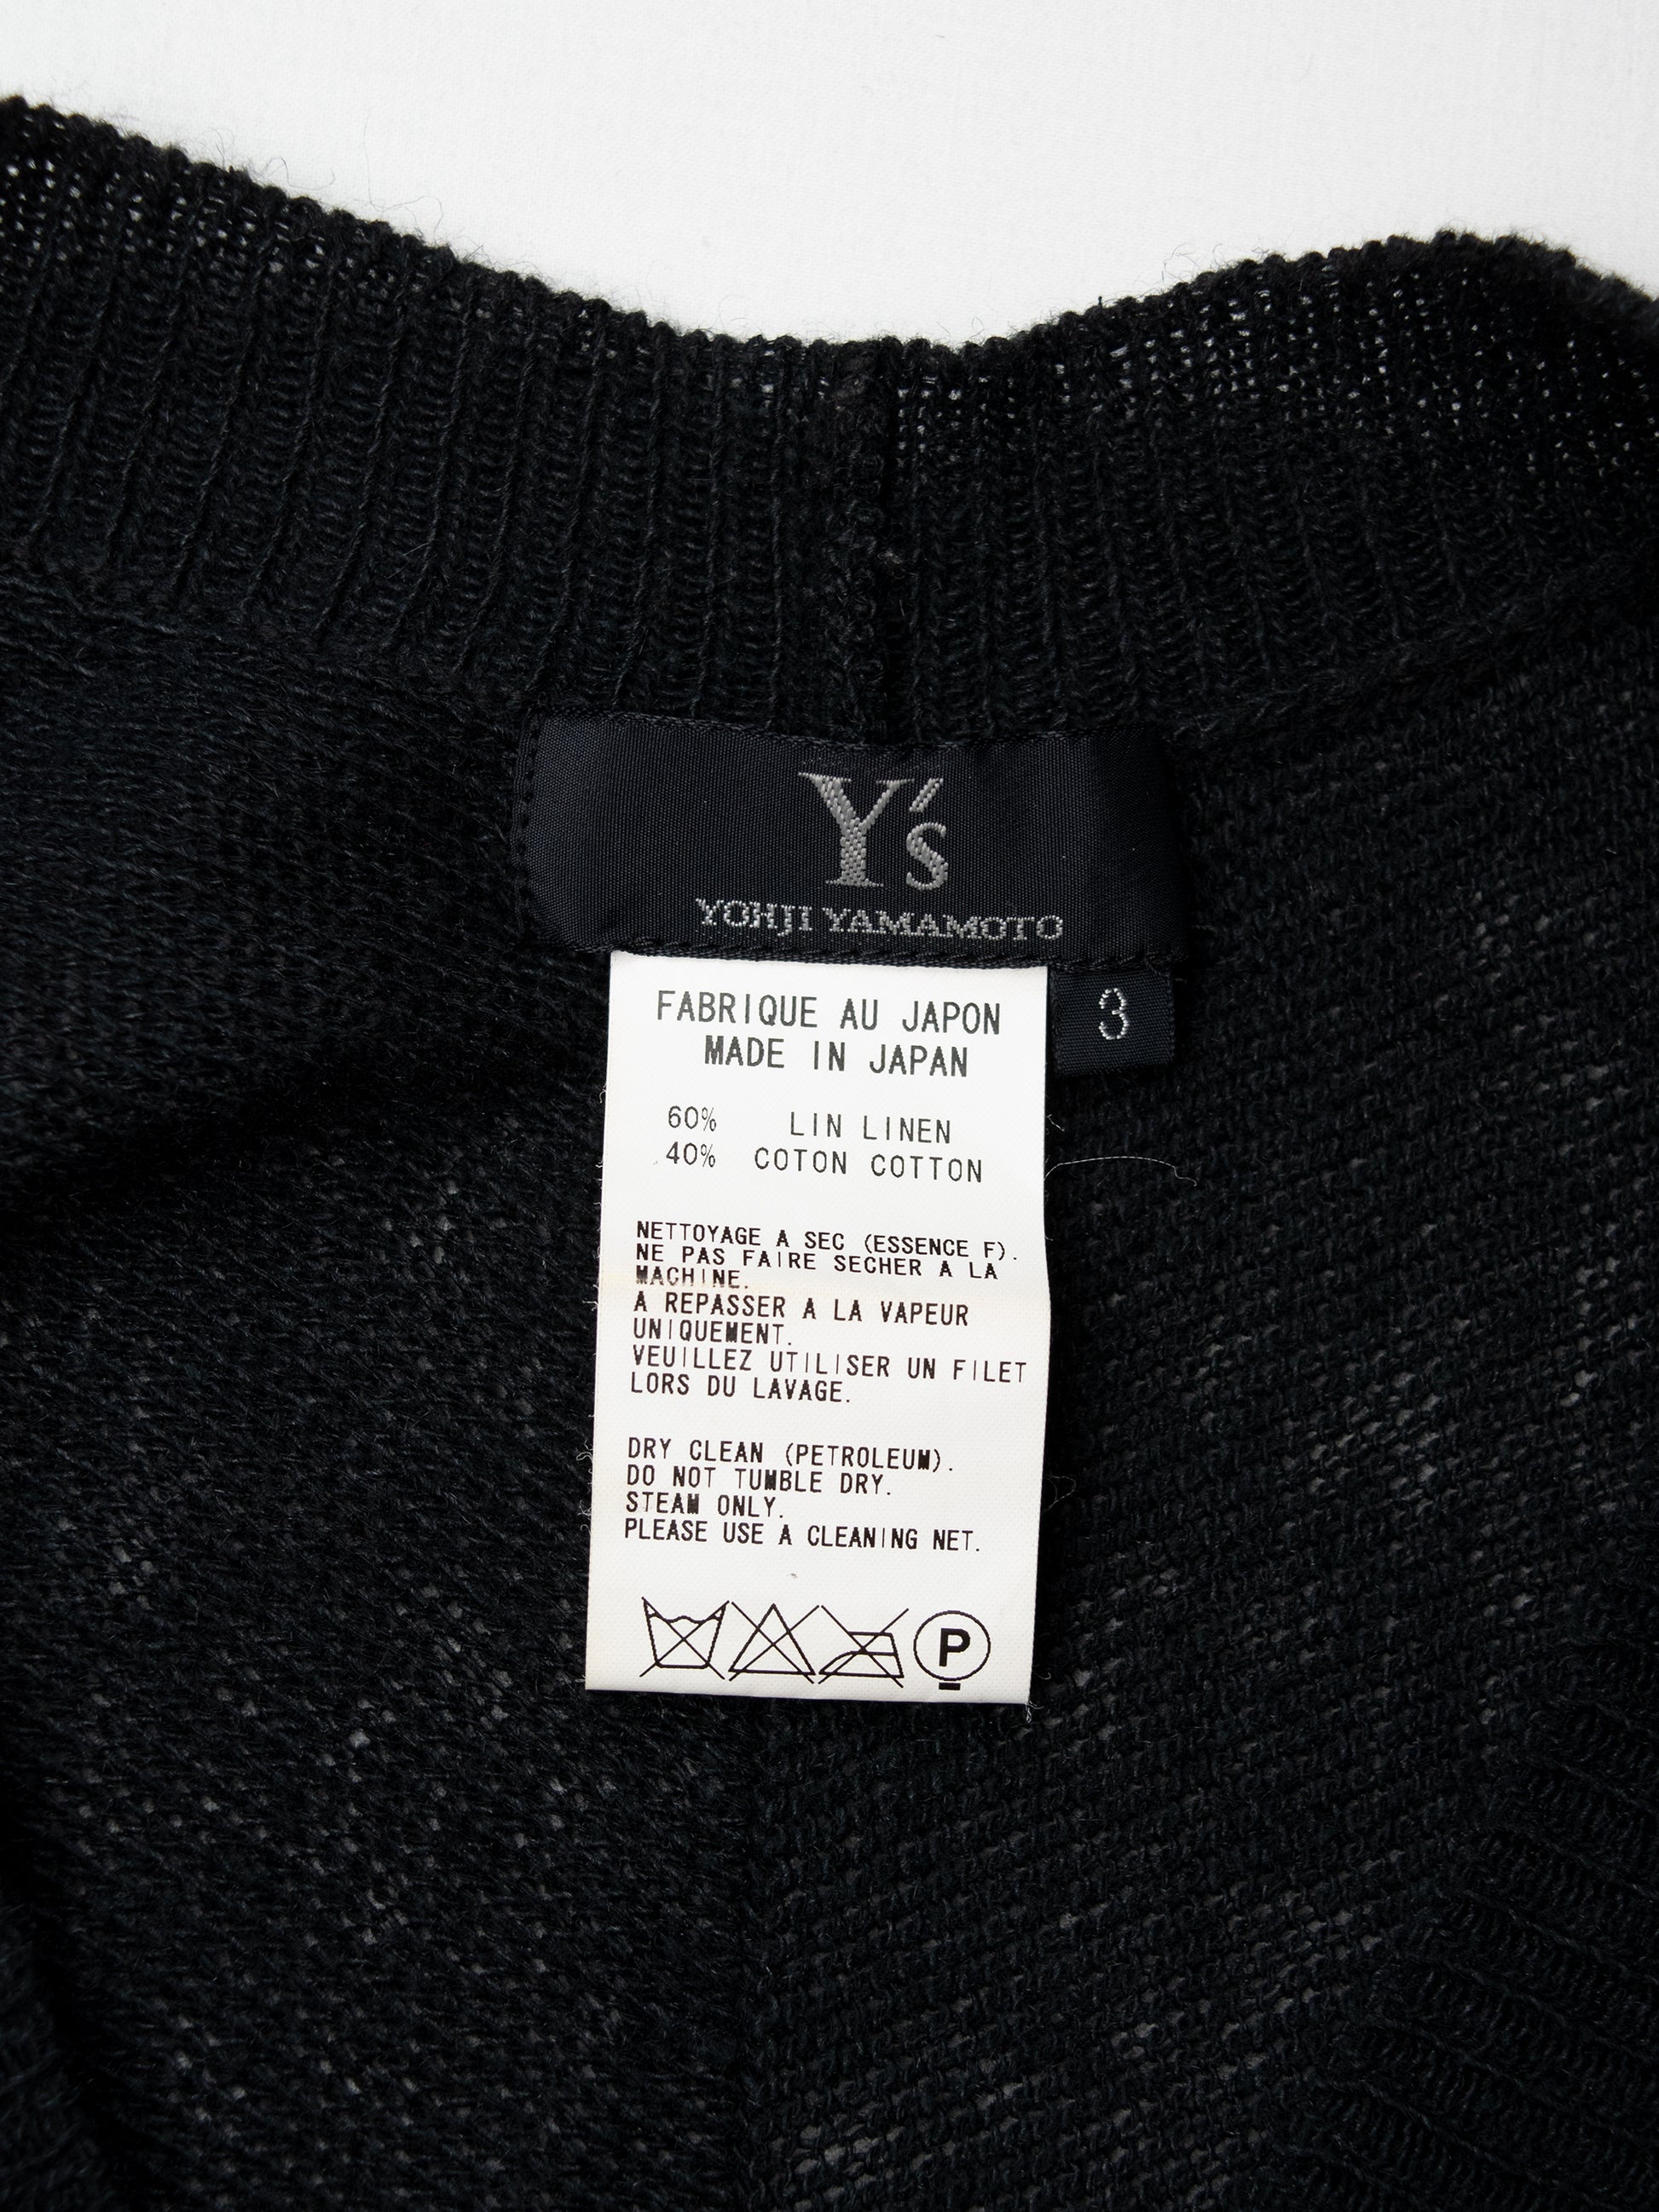 Y's
YOHJI YAMAMOTO
3
FABRIQUE AU JAPON
MADE IN JAPAN
60% LIN LINEN
40% COTON COTTON
NETTOYAGE A SEC (ESSENCE F).
NE PAS FAIRE SECHER A LA
MACHINE.
A REPASSER A LA VAPEUR
UNIQUEMENT.
VEUILLEZ UTILISER UN FILET
LORS DU LAVAGE.
DRY CLEAN (PETROLEUM).
DO NOT TUMBLE DRY.
STEAM ONLY.
PLEASE USE A CLEANING NET.
P